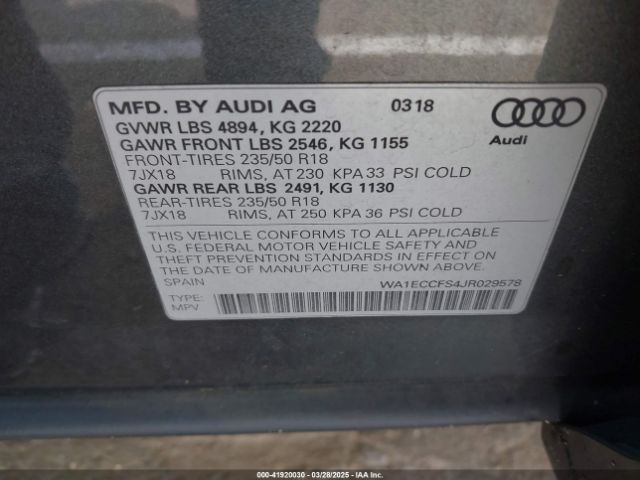 MFD. BY AUDI AG 0318
GVWR LBS 4894, KG 2220
GAWR FRONT LBS 2546, KG 1155
FRONT-TIRES 235/50 R18
7JX18 RIMS, AT 230 KPA 33 PSI COLD
GAWR REAR LBS 2491, KG 1130
REAR-TIRES 235/50 R18
7JX18 RIMS, AT 250 KPA 36 PSI COLD
Audi
THIS VEHICLE CONFORMS TO ALL APPLICABLE
U.S. FEDERAL MOTOR VEHICLE SAFETY AND
THEFT PREVENTION STANDARDS IN EFFECT ON
THE DATE OF MANUFACTURE SHOWN ABOVE.
SPAIN WA1ECCFS4JR029578
TYPE:
MPV
000-41920030 — 03/28/2025 — IAA Inc. Copyright